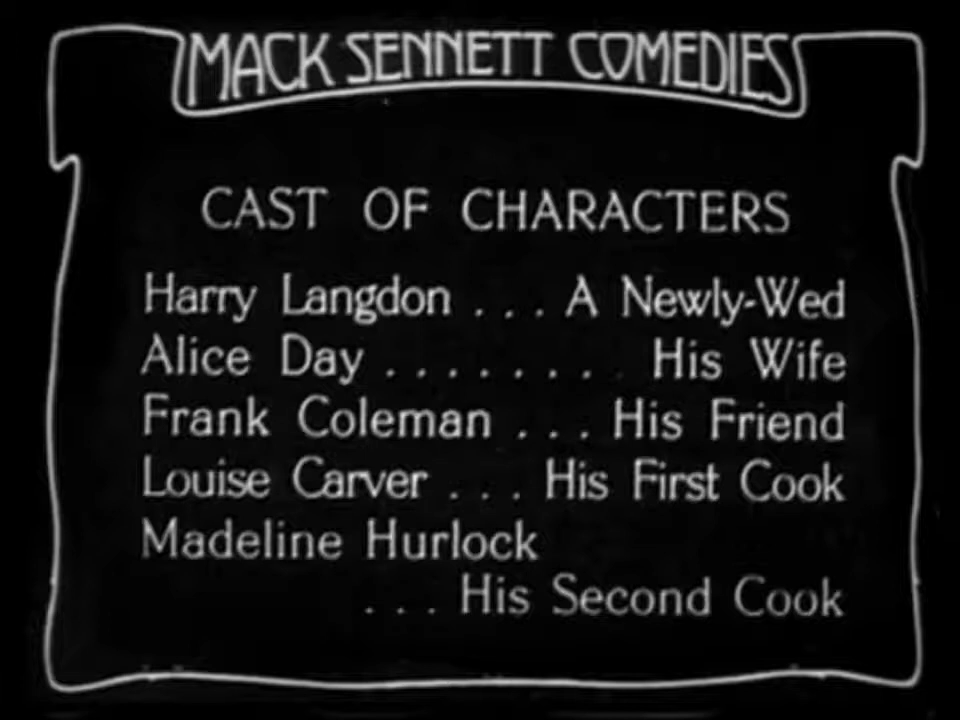 MACK SENNETT COMEDIES
CAST OF CHARACTERS
Harry Langdon . . . A Newly-Wed
Alice Day . . . . . . . . His Wife
Frank Coleman . . . His Friend
Louise Carver . . . His First Cook
Madeline Hurlock
. . . His Second Cook